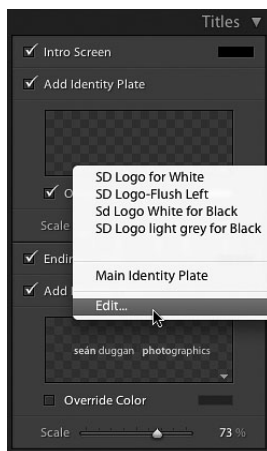 Titles
Intro Screen
Add Identity Plate
SD Logo for White
SD Logo-Flush Left
Sd Logo White for Black
SD Logo light grey for Black
Main Identity Plate
Edit...
Scale
seán duggan photographics
Override Color
Scale 73 %